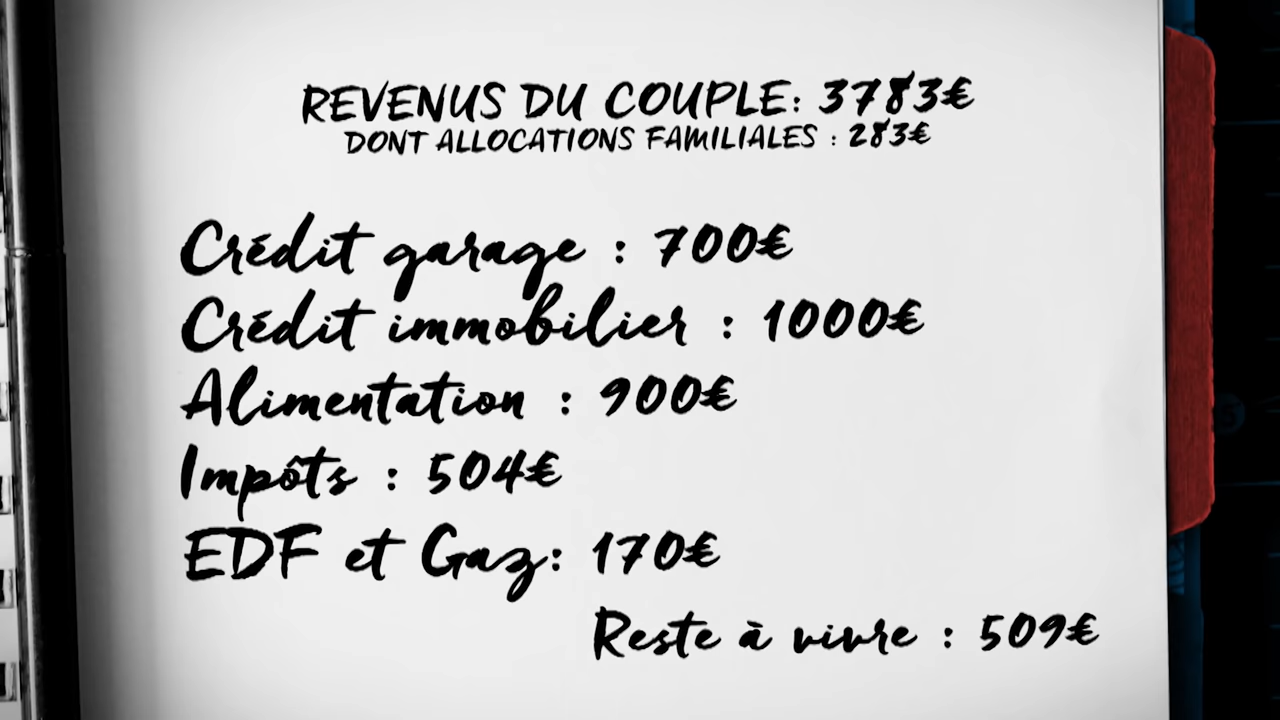 REVENUS DU COUPLE: 3783€
DONT ALLOCATIONS FAMILIALES : 283€
Crédit garage : 700€
Crédit immobilier : 1000€
Alimentation : 900€
Impôts : 504€
EDF et Gaz: 170€
Reste à vivre : 509€